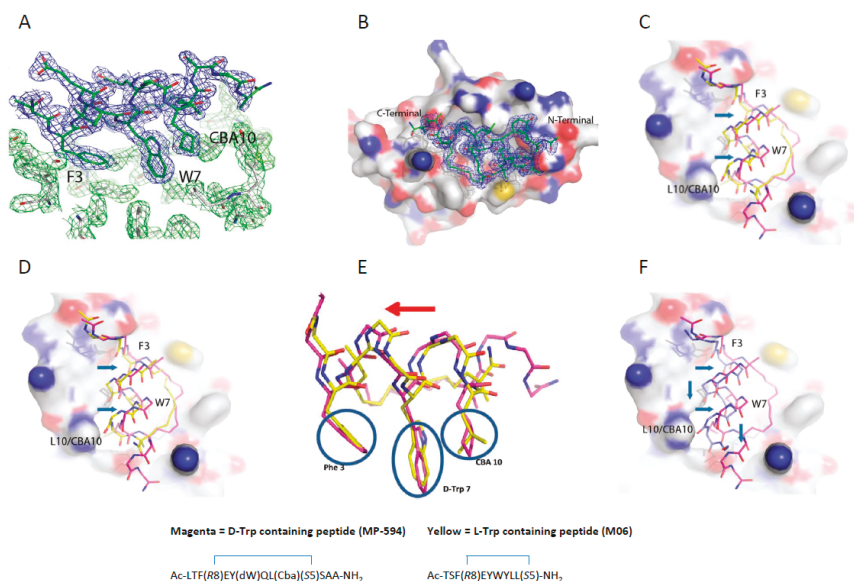 A
B
C
F3
W7
CBA10
C-Terminal
N-Terminal
F3
W7
L10/CBA10
D
E
F
F3
W7
L10/CBA10
Phe 3
D-Trp 7
CBA 10
F3
W7
L10/CBA10
Magenta = D-Trp containing peptide (MP-594) Yellow = L-Trp containing peptide (M06)
Ac-LTF(R8)EY(dW)QL(Cba)(S5)SAA-NH₂ Ac-TSF(R8)EYWYLL(S5)-NH₂